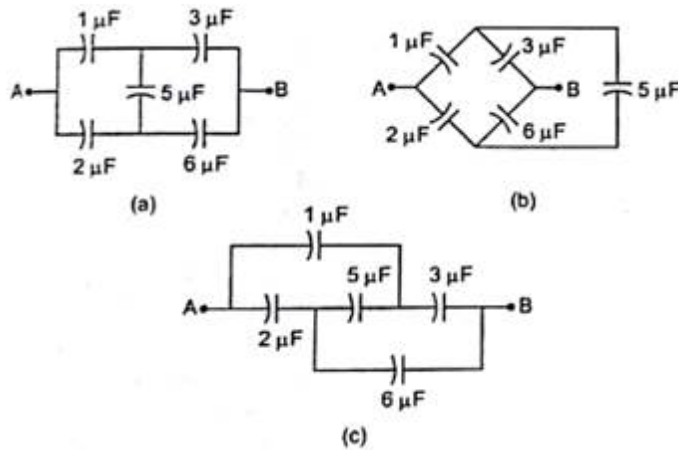 1 μF 3 μF
A B
5 μF
2 μF 6 μF
(a)
1 μF 3 μF
A B 5 μF
2 μF 6 μF
(b)
1 μF
5 μF 3 μF
A B
2 μF
6 μF
(c)